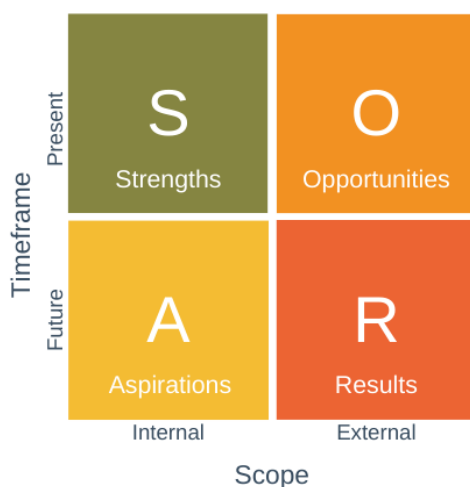 Timeframe
Present
S
Strengths
O
Opportunities
Future
A
Aspirations
R
Results
Internal
External
Scope